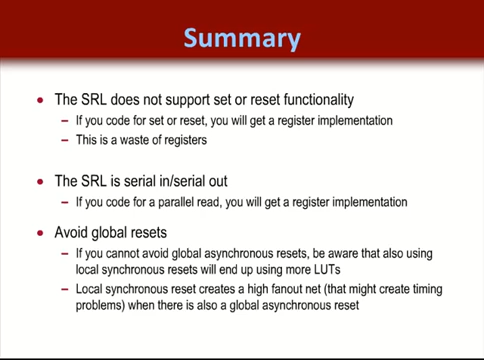 Summary
• The SRL does not support set or reset functionality
– If you code for set or reset, you will get a register implementation
– This is a waste of registers
• The SRL is serial in/serial out
– If you code for a parallel read, you will get a register implementation
• Avoid global resets
– If you cannot avoid global asynchronous resets, be aware that also using
local synchronous resets will end up using more LUTs
– Local synchronous reset creates a high fanout net (that might create timing
problems) when there is also a global asynchronous reset